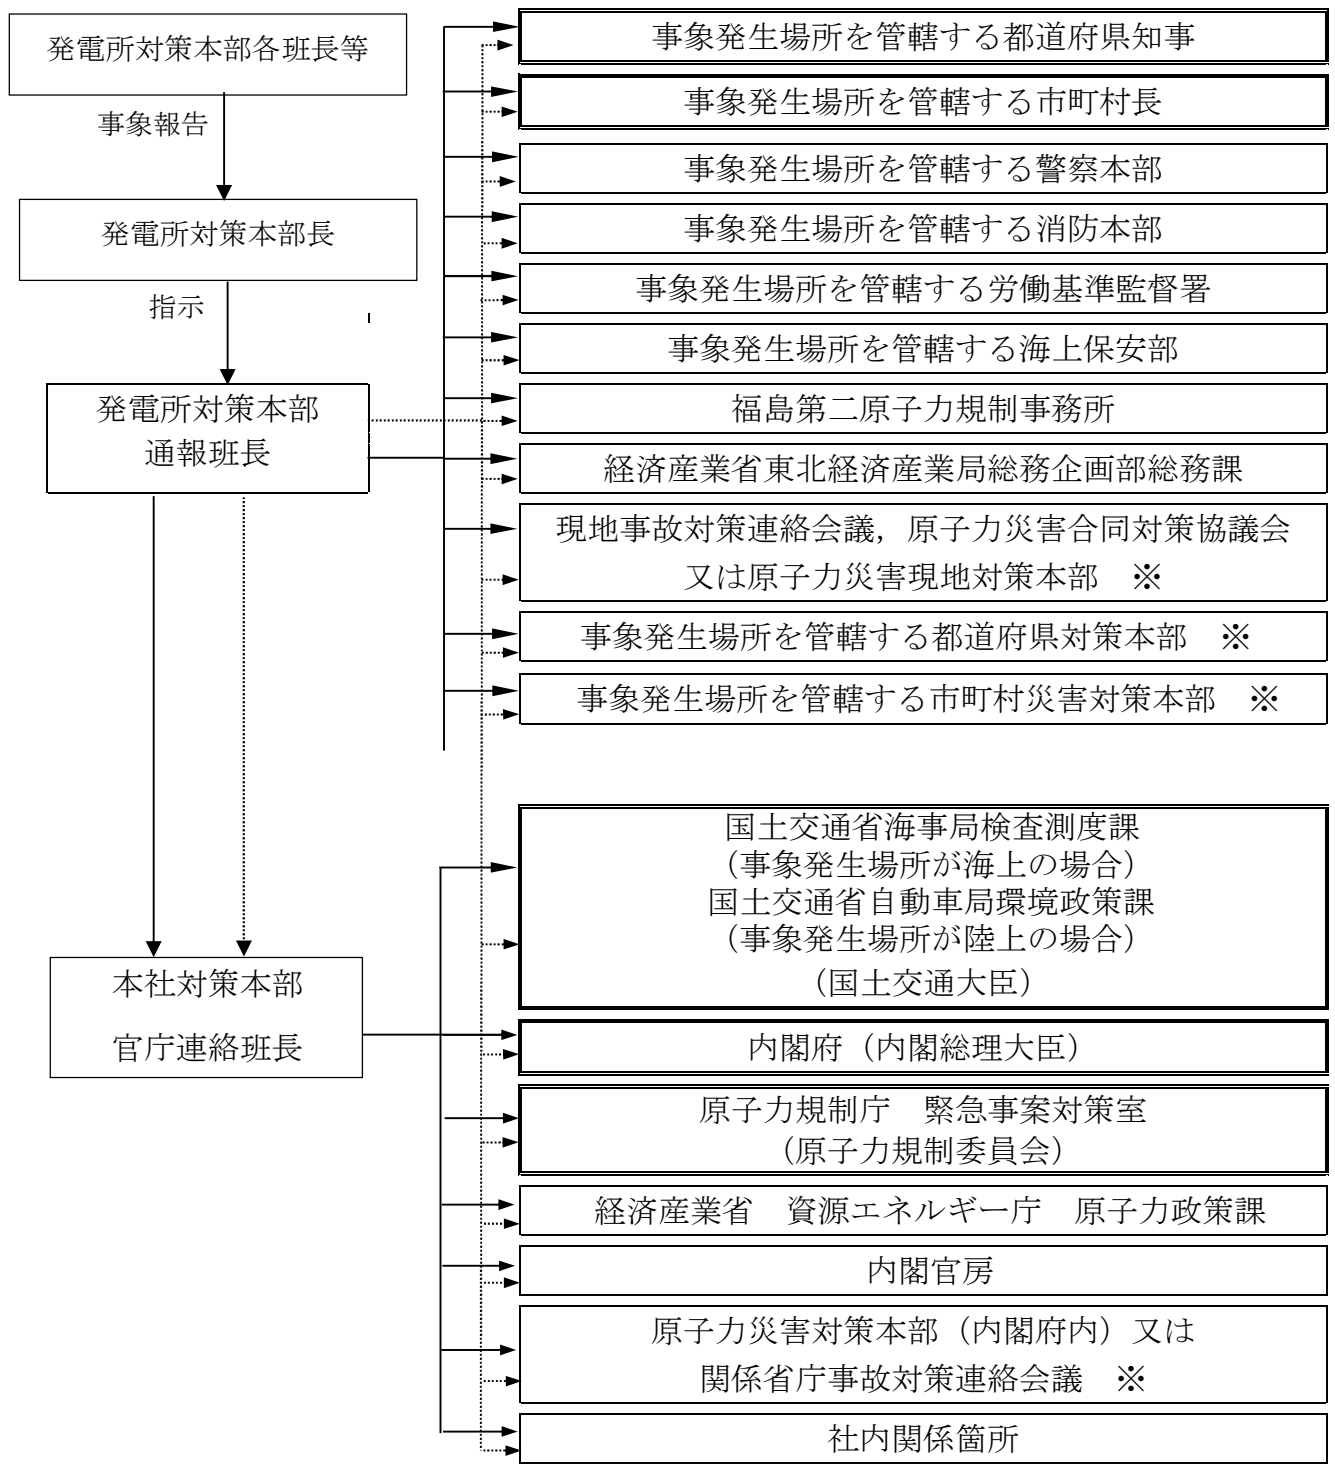 発電所対策本部各班長等
事象報告
発電所対策本部長
指示
発電所対策本部
通報班長
本社対策本部
官庁連絡班長
事象発生場所を管轄する都道府県知事
事象発生場所を管轄する市町村長
事象発生場所を管轄する警察本部
事象発生場所を管轄する消防本部
事象発生場所を管轄する労働基準監督署
事象発生場所を管轄する海上保安部
福島第二原子力規制事務所
経済産業省東北経済産業局総務企画部総務課
現地事故対策連絡会議，原子力災害合同対策協議会
又は原子力災害現地対策本部　※
事象発生場所を管轄する都道府県対策本部　※
事象発生場所を管轄する市町村災害対策本部　※
国土交通省海事局検査測度課
（事象発生場所が海上の場合）
国土交通省自動車局環境政策課
（事象発生場所が陸上の場合）
（国土交通大臣）
内閣府（内閣総理大臣）
原子力規制庁　緊急事案対策室
（原子力規制委員会）
経済産業省　資源エネルギー庁　原子力政策課
内閣官房
原子力災害対策本部（内閣府内）又は
関係省庁事故対策連絡会議　※
社内関係箇所